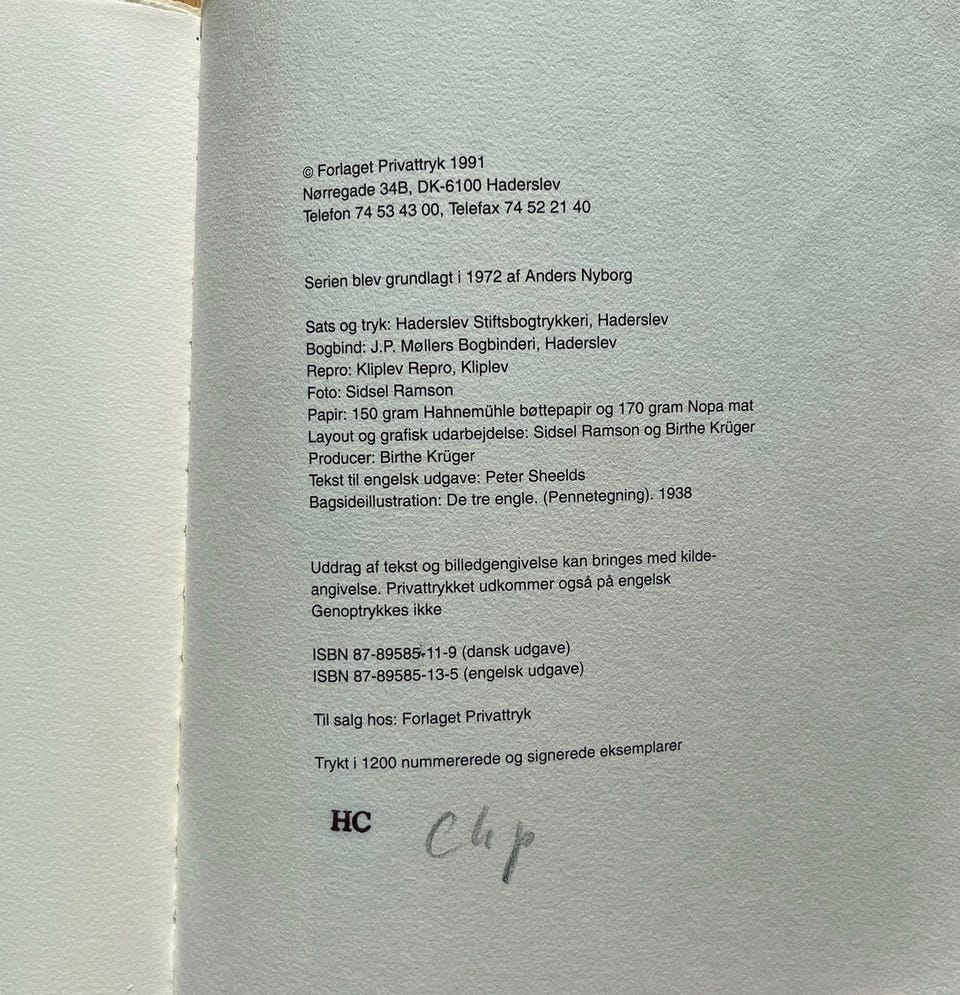 © Forlaget Privattryk 1991
Nørregade 34B, DK-6100 Haderslev
Telefon 74 53 43 00, Telefax 74 52 21 40
Serien blev grundlagt i 1972 af Anders Nyborg
Sats og tryk: Haderslev Stiftsbogtrykkeri, Haderslev
Bogbind: J.P. Møllers Bogbinderi, Haderslev
Repro: Kliplev Repro, Kliplev
Foto: Sidsel Ramson
Papir: 150 gram Hahnemühle bøttepapir og 170 gram Nopa mat
Layout og grafisk udarbejdelse: Sidsel Ramson og Birthe Krüger
Producer: Birthe Krüger
Tekst til engelsk udgave: Peter Sheelds
Bagsideillustration: De tre engle. (Pennetegning). 1938
Uddrag af tekst og billedgengivelse kan bringes med kilde-
angivelse. Privattrykket udkommer også på engelsk
Genoptrykkes ikke
ISBN 87-89585-11-9 (dansk udgave)
ISBN 87-89585-13-5 (engelsk udgave)
Til salg hos: Forlaget Privattryk
Trykt i 1200 nummererede og signerede eksemplarer
HC